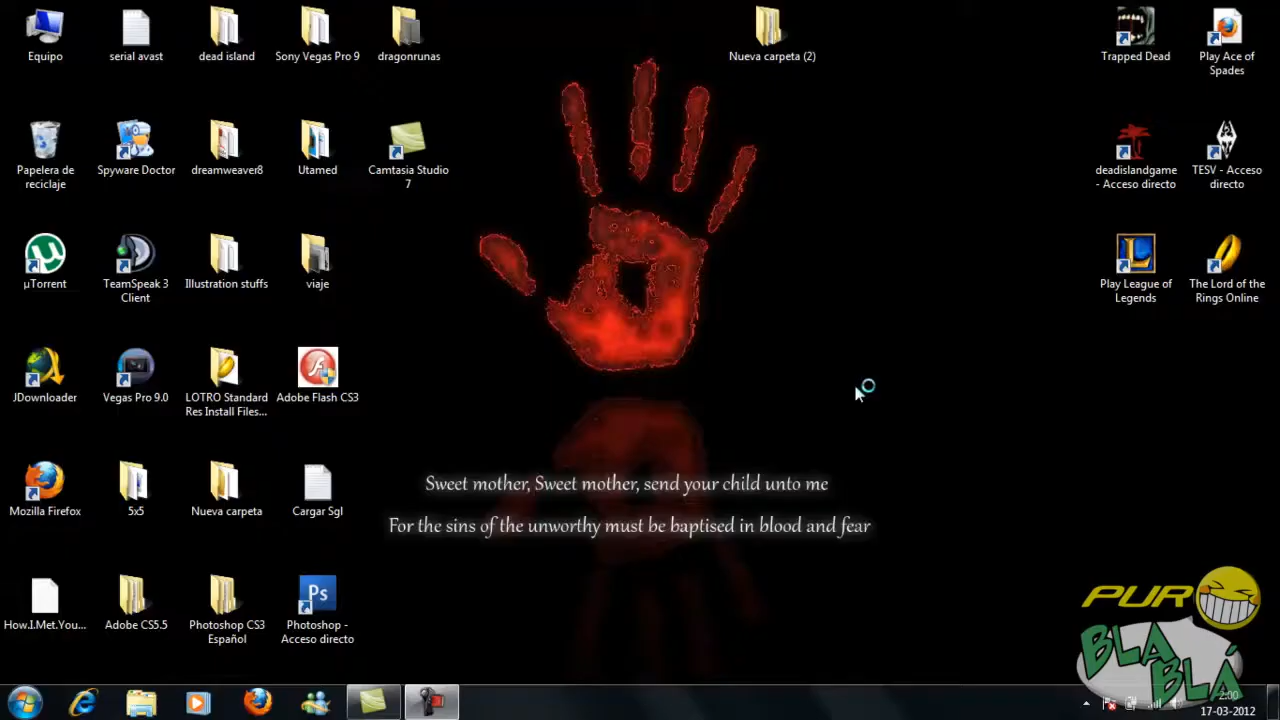 Equipo
serial avast
dead island
Sony Vegas Pro 9
dragonrunas
Nueva carpeta (2)
Trapped Dead
Play Ace of
Spades
Papelera de
reciclaje
Spyware Doctor
dreamweaver8
Utamed
Camtasia Studio
7
deadislandgame
- Acceso directo
TESV - Acceso
directo
µTorrent
TeamSpeak 3
Client
Illustration stuffs
viaje
Play League of
Legends
The Lord of the
Rings Online
JDownloader
Vegas Pro 9.0
LOTRO Standard
Res Install Files...
Adobe Flash CS3
Sweet mother, Sweet mother, send your child unto me
For the sins of the unworthy must be baptised in blood and fear
Mozilla Firefox
5x5
Nueva carpeta
Cargar Sgl
How.I.Met.You...
Adobe CS5.5
Photoshop CS3
Español
Ps
Photoshop -
Acceso directo
PUR
BLA
BLÁ
2:00
17-03-2012